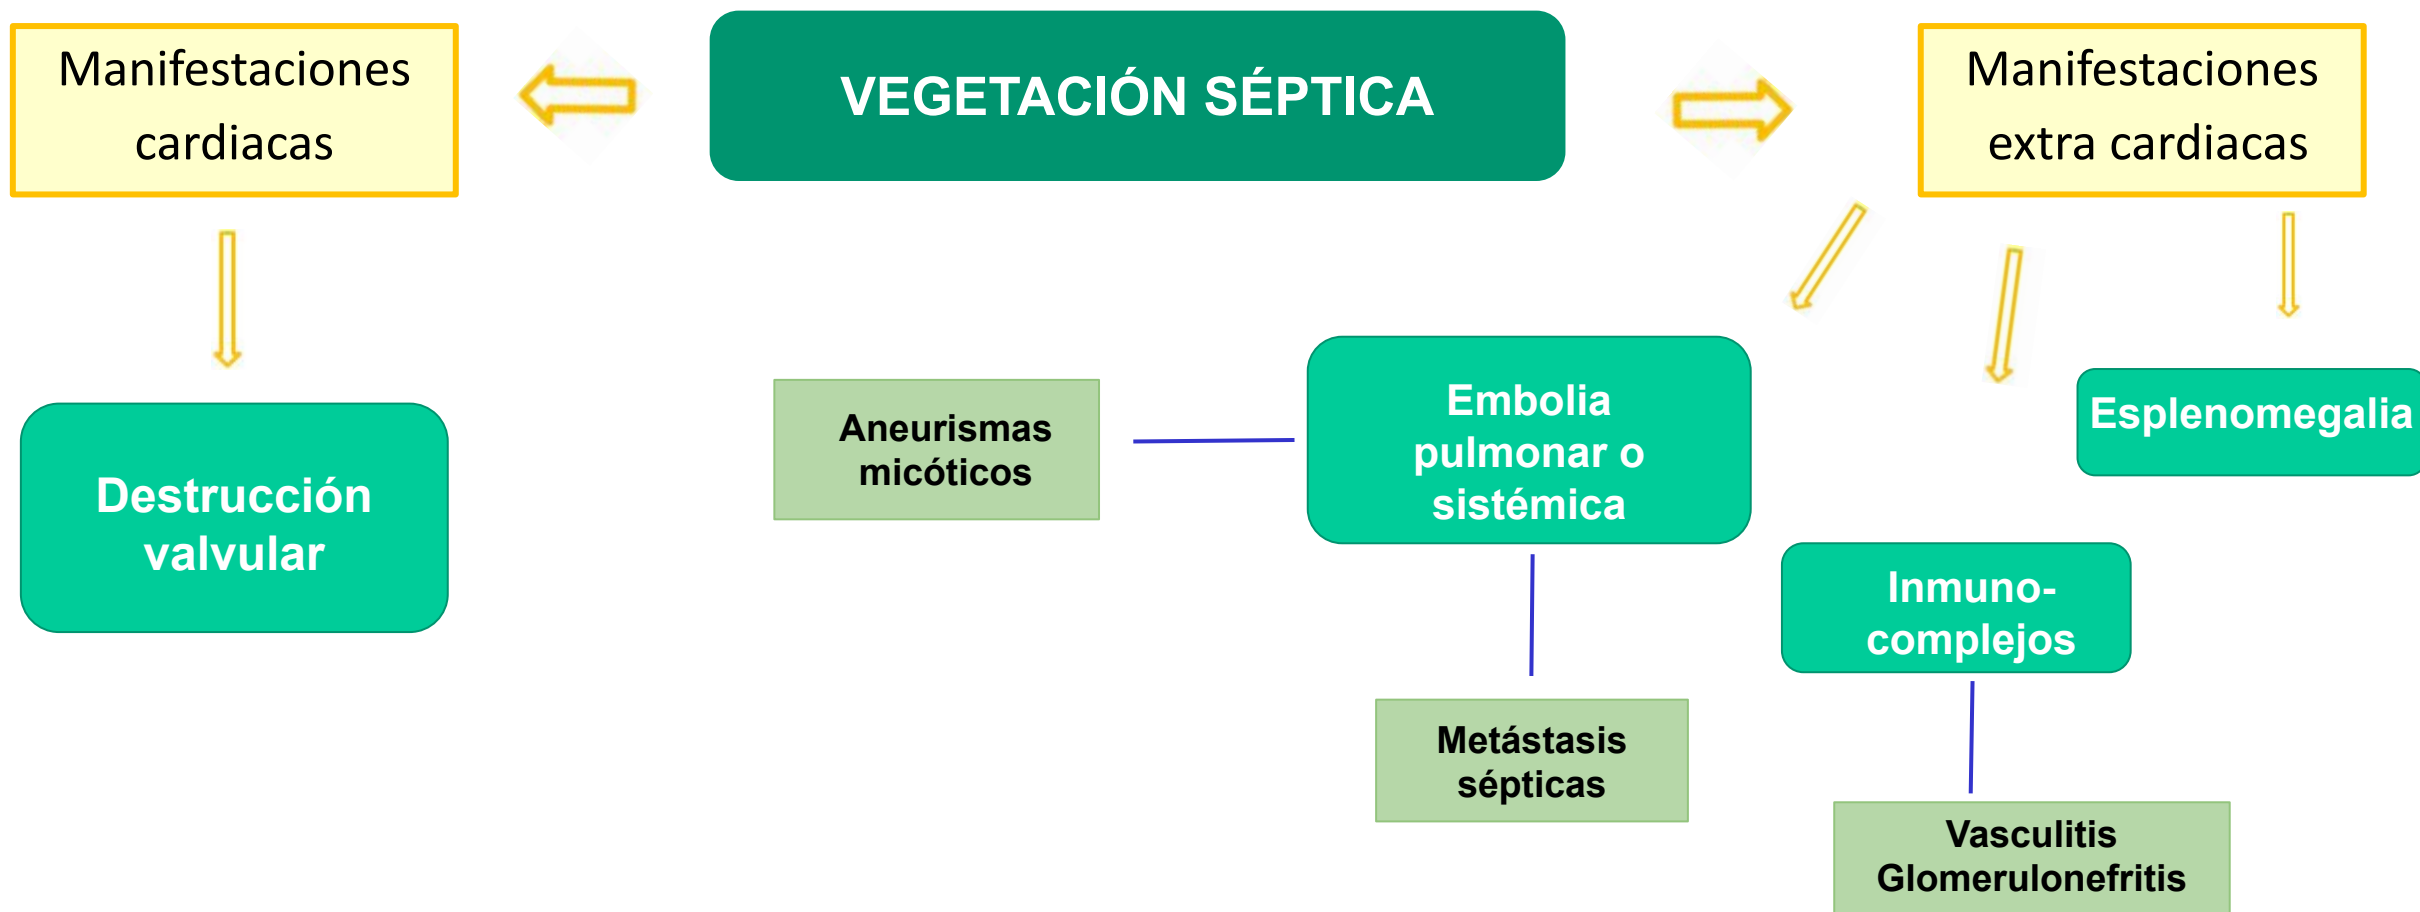 Manifestaciones
cardiacas
VEGETACIÓN SÉPTICA
Manifestaciones
extra cardiacas
Destrucción
valvular
Aneurismas
micóticos
Embolia
pulmonar o
sistémica
Esplenomegalia
Inmuno-
complejos
Metástasis
sépticas
Vasculitis
Glomerulonefritis